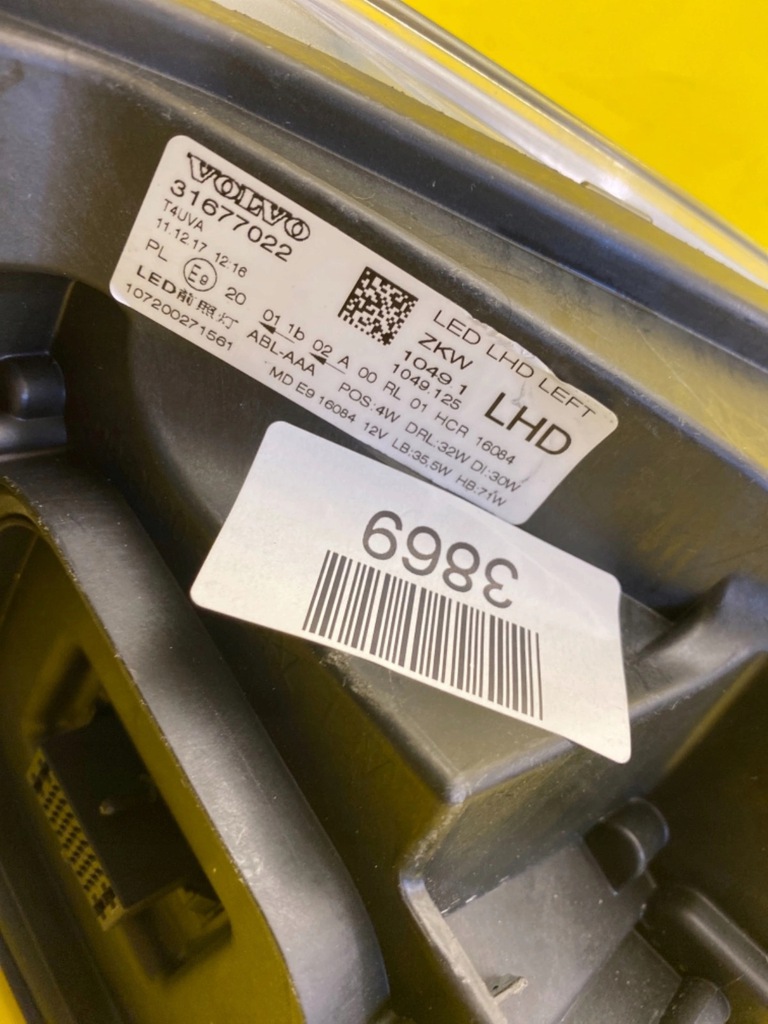 VOLVO
31677022
T4UVA
11.12.17 12:16
PL E9 20
LED前照灯
107200271561
01 1b 02 A 00 RL 01 HCR 16084
ABL-AAA POS:4W DRL:32W DI:30W
MD E9 16084 12V LB:35,5W HB:71W
LED LHD LEFT
ZKW
1049.1
1049.125
LHD
3869